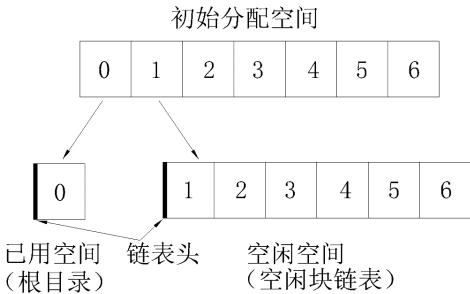 初始分配空间
0 1 2 3 4 5 6
0 1 2 3 4 5 6
已用空间 链表头 空闲空间
(根目录) (空闲块链表)